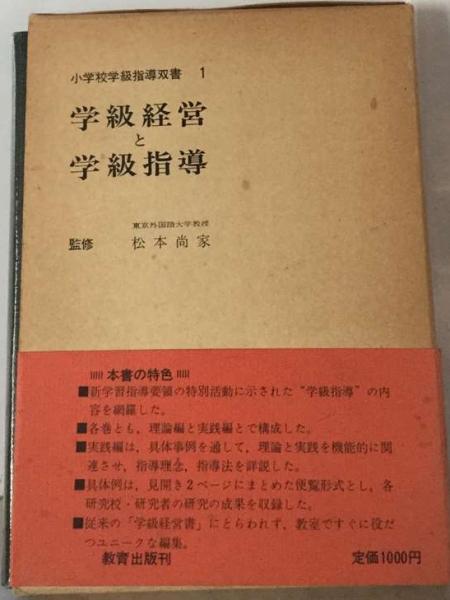 小学校学級指導双書 1
学級経営
と
学級指導
東京外国語大学教授
監修 松本尚家
本書の特色
■新学習指導要領の特別活動に示された“学級指導”の内
容を網羅した。
■各巻とも，理論編と実践編とで構成した。
■実践編は，具体事例を通して，理論と実践を機能的に関
連させ，指導理念，指導法を詳説した。
■具体例は，見開き2ページにまとめた便覧形式とし，各
研究校・研究者の研究の成果を収録した。
■従来の「学級経営書」にとらわれず，教室ですぐに役だ
つユニークな編集。
教育出版刊 定価1000円